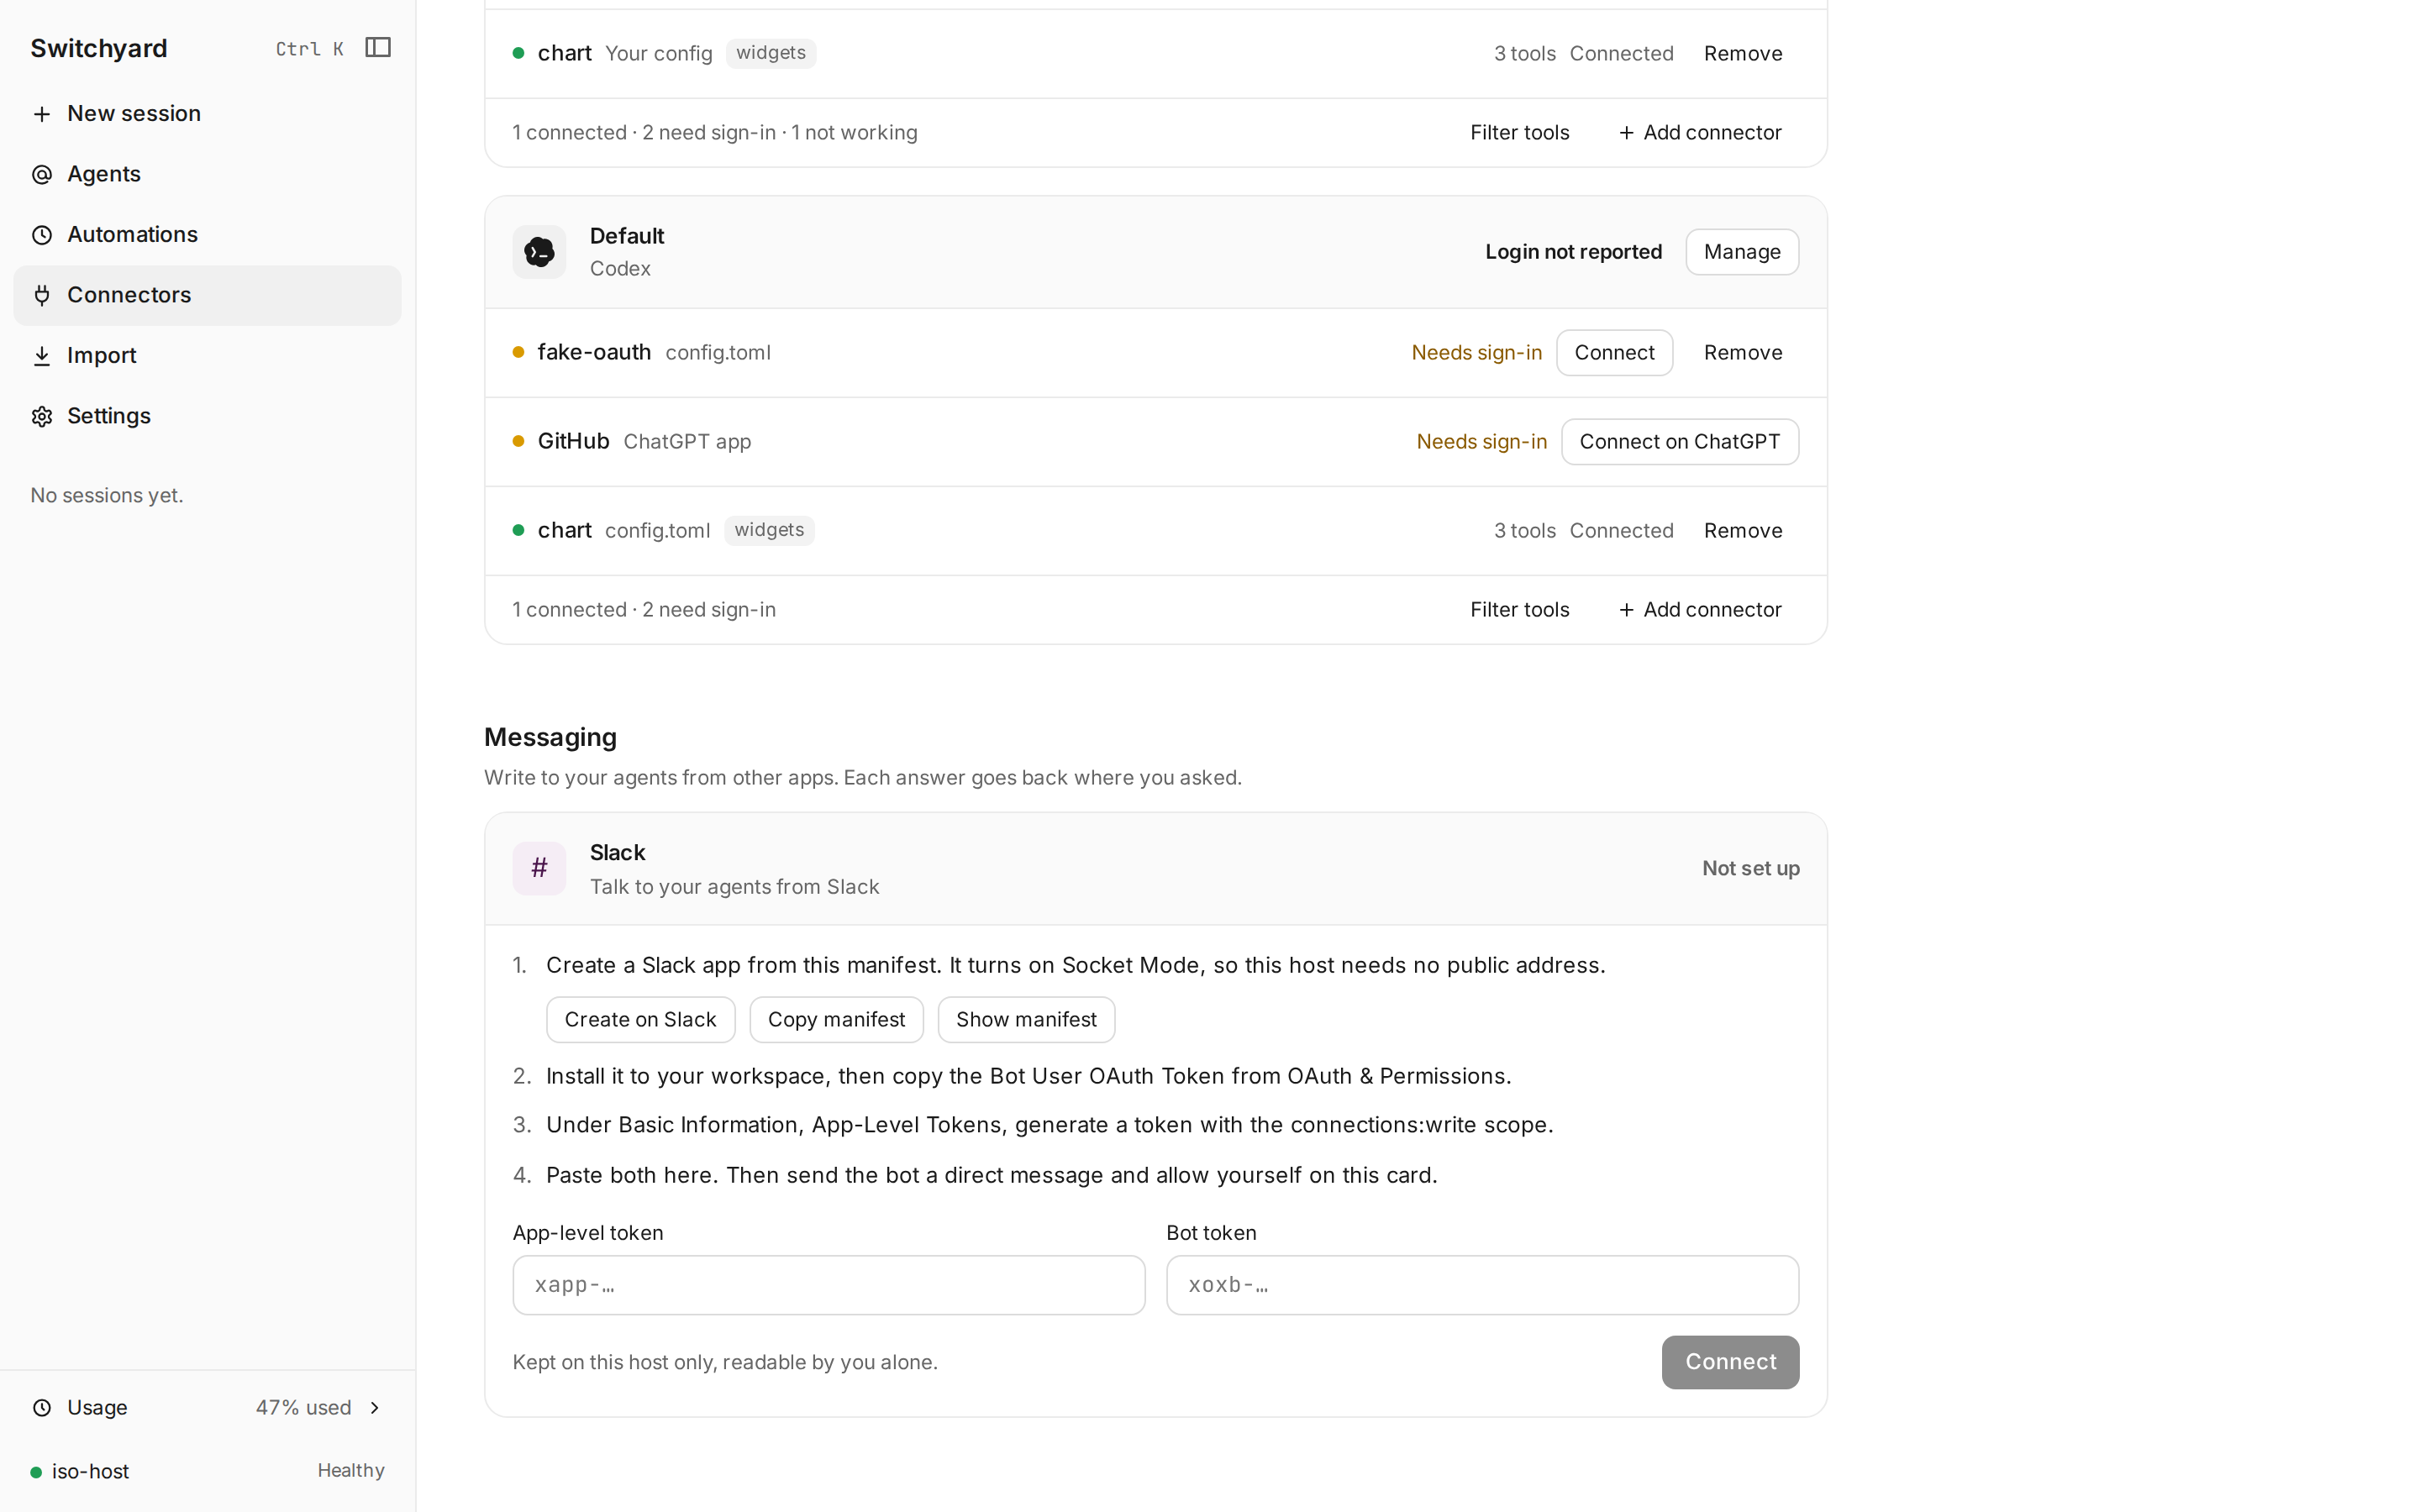 Switchyard Ctrl K
New session
Agents
Automations
Connectors
Import
Settings
No sessions yet.
Usage 47% used
iso-host Healthy
chart Your config widgets 3 tools Connected Remove
1 connected · 2 need sign-in · 1 not working Filter tools + Add connector
Default
Codex
Login not reported Manage
fake-oauth config.toml Needs sign-in Connect Remove
GitHub ChatGPT app Needs sign-in Connect on ChatGPT
chart config.toml widgets 3 tools Connected Remove
1 connected · 2 need sign-in Filter tools + Add connector
Messaging
Write to your agents from other apps. Each answer goes back where you asked.
# Slack
Talk to your agents from Slack
Not set up
1. Create a Slack app from this manifest. It turns on Socket Mode, so this host needs no public address.
Create on Slack Copy manifest Show manifest
2. Install it to your workspace, then copy the Bot User OAuth Token from OAuth & Permissions.
3. Under Basic Information, App-Level Tokens, generate a token with the connections:write scope.
4. Paste both here. Then send the bot a direct message and allow yourself on this card.
App-level token Bot token
xapp-… xoxb-…
Kept on this host only, readable by you alone. Connect